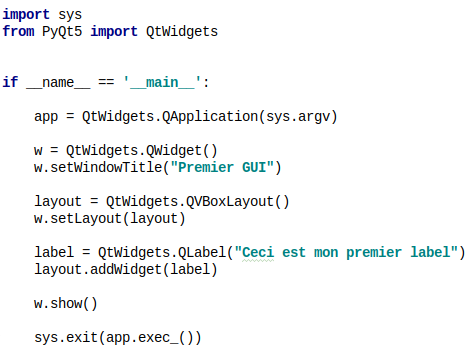 import sys
from PyQt5 import QtWidgets
if __name__ == '__main__':
    app = QtWidgets.QApplication(sys.argv)
    w = QtWidgets.QWidget()
    w.setWindowTitle("Premier GUI")
    layout = QtWidgets.QVBoxLayout()
    w.setLayout(layout)
    label = QtWidgets.QLabel("Ceci est mon premier label")
    layout.addWidget(label)
    w.show()
    sys.exit(app.exec_())